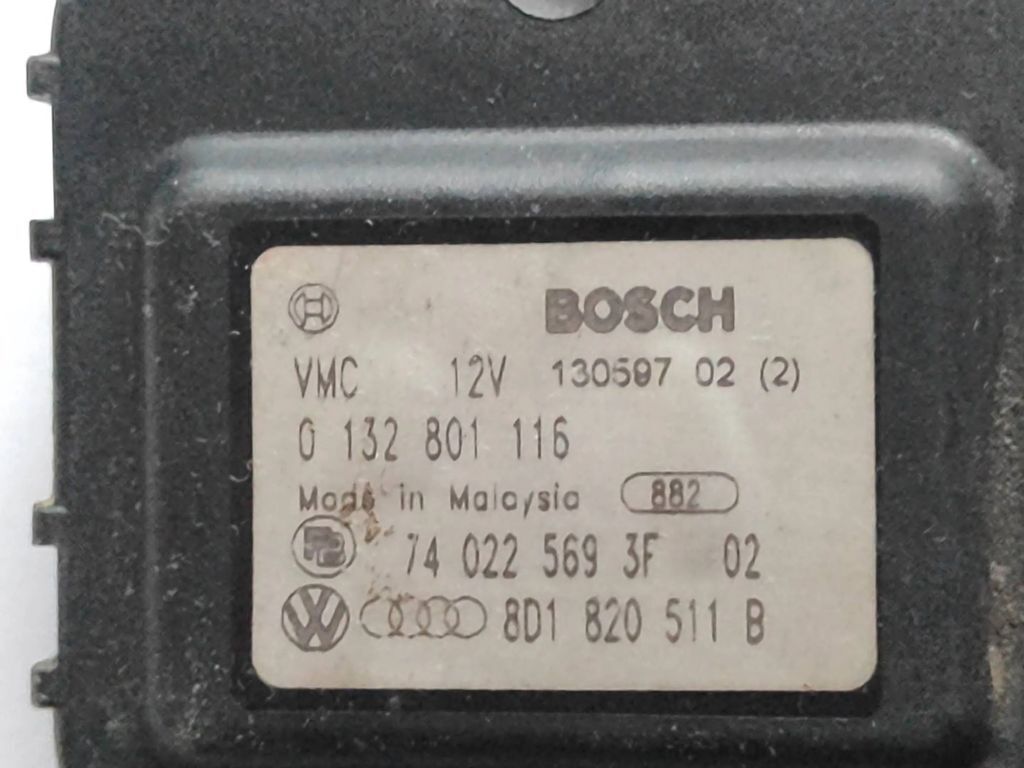 BOSCH
VMC 12V 130597 02 (2)
0 132 801 116
Made in Malaysia 882
74 022 569 3F 02
8D1 820 511 B